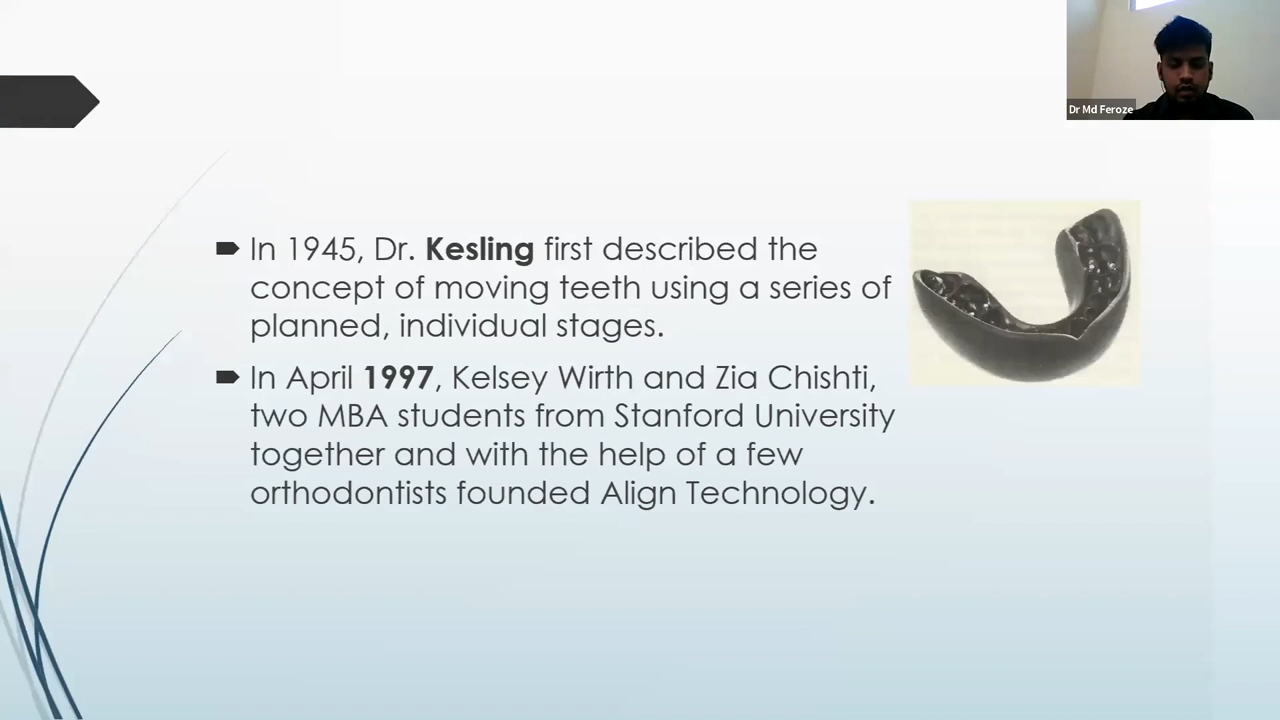 Dr Md Feroze
In 1945, Dr. Kesling first described the
concept of moving teeth using a series of
planned, individual stages.
In April 1997, Kelsey Wirth and Zia Chishti,
two MBA students from Stanford University
together and with the help of a few
orthodontists founded Align Technology.